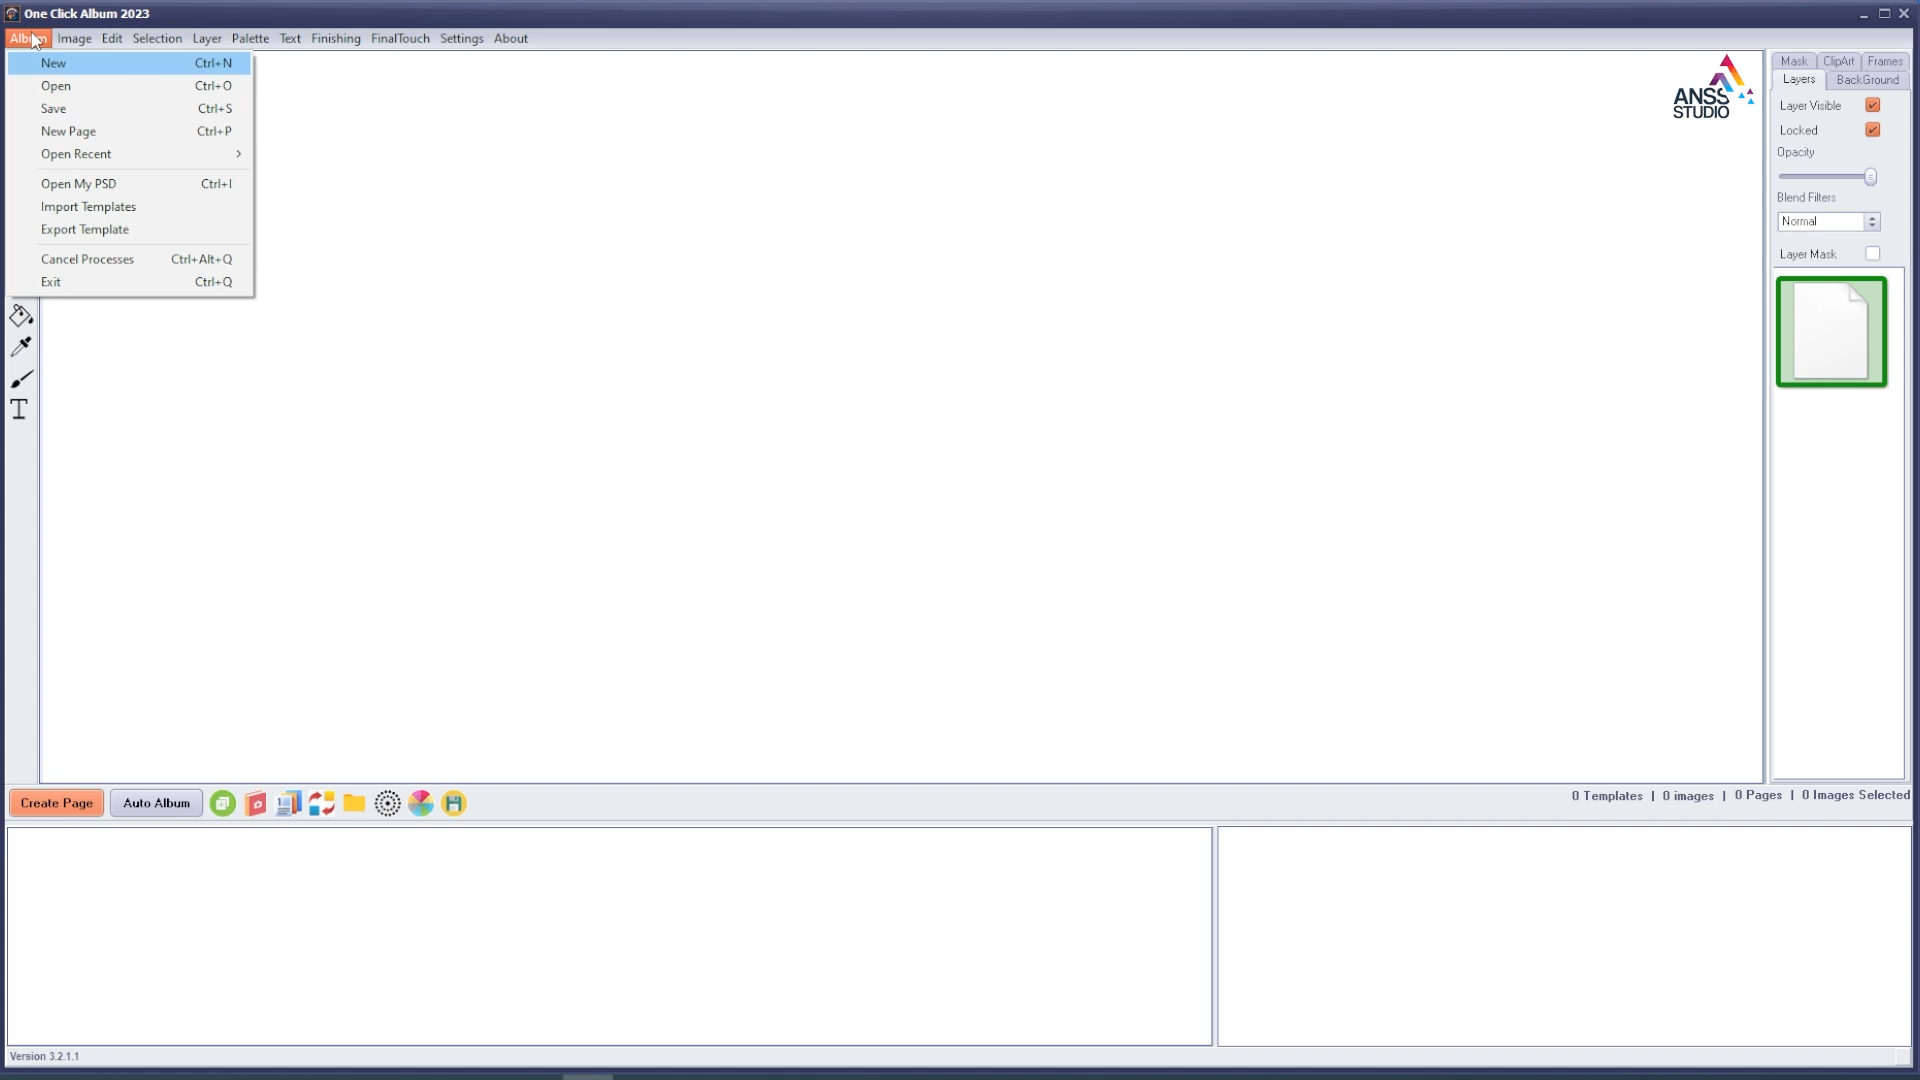 One Click Album 2023
Album Image Edit Selection Layer Palette Text Finishing FinalTouch Settings About
New Ctrl+N
Open Ctrl+O
Save Ctrl+S
New Page Ctrl+P
Open Recent
Open My PSD Ctrl+I
Import Templates
Export Template
Cancel Processes Ctrl+Alt+Q
Exit Ctrl+Q
ANSS
STUDIO
Mask ClipArt Frames
Layers BackGround
Layer Visible
Locked
Opacity
Blend Filters
Normal
Layer Mask
Create Page Auto Album
0 Templates | 0 images | 0 Pages | 0 Images Selected
Version 3.2.1.1